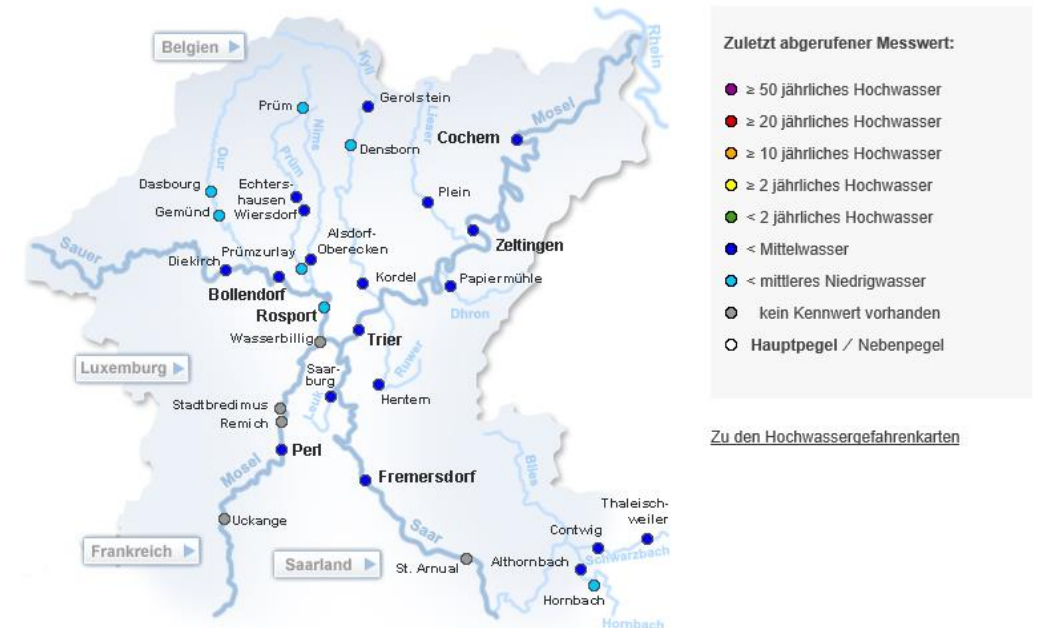 Belgien
Rhein
Kyll
Mosel
Prüm
Gerolstein
Nims
Lieser
Cochem
Densborn
Our
Prüm
Dasbourg
Echters-
hausen
Plein
Gemünd
Wiersdorf
Alsdorf-
Oberecken
Zeltingen
Sauer
Prümzurlay
Diekirch
Kordel
Papiermühle
Bollendorf
Rosport
Dhron
Wasserbillig
Trier
Ruwer
Luxemburg
Saar-
burg
Leuk
Hentern
Stadtbredimus
Remich
Perl
Mosel
Fremersdorf
Blies
Uckange
Thaleisch-
weiler
Contwig
Saar
Schwarzbach
Frankreich
Saarland
St. Arnual
Althornbach
Hornbach
Hornbach
Zuletzt abgerufener Messwert:
≥ 50 jährliches Hochwasser
≥ 20 jährliches Hochwasser
≥ 10 jährliches Hochwasser
≥ 2 jährliches Hochwasser
< 2 jährliches Hochwasser
< Mittelwasser
< mittleres Niedrigwasser
kein Kennwert vorhanden
Hauptpegel / Nebenpegel
Zu den Hochwassergefahrenkarten